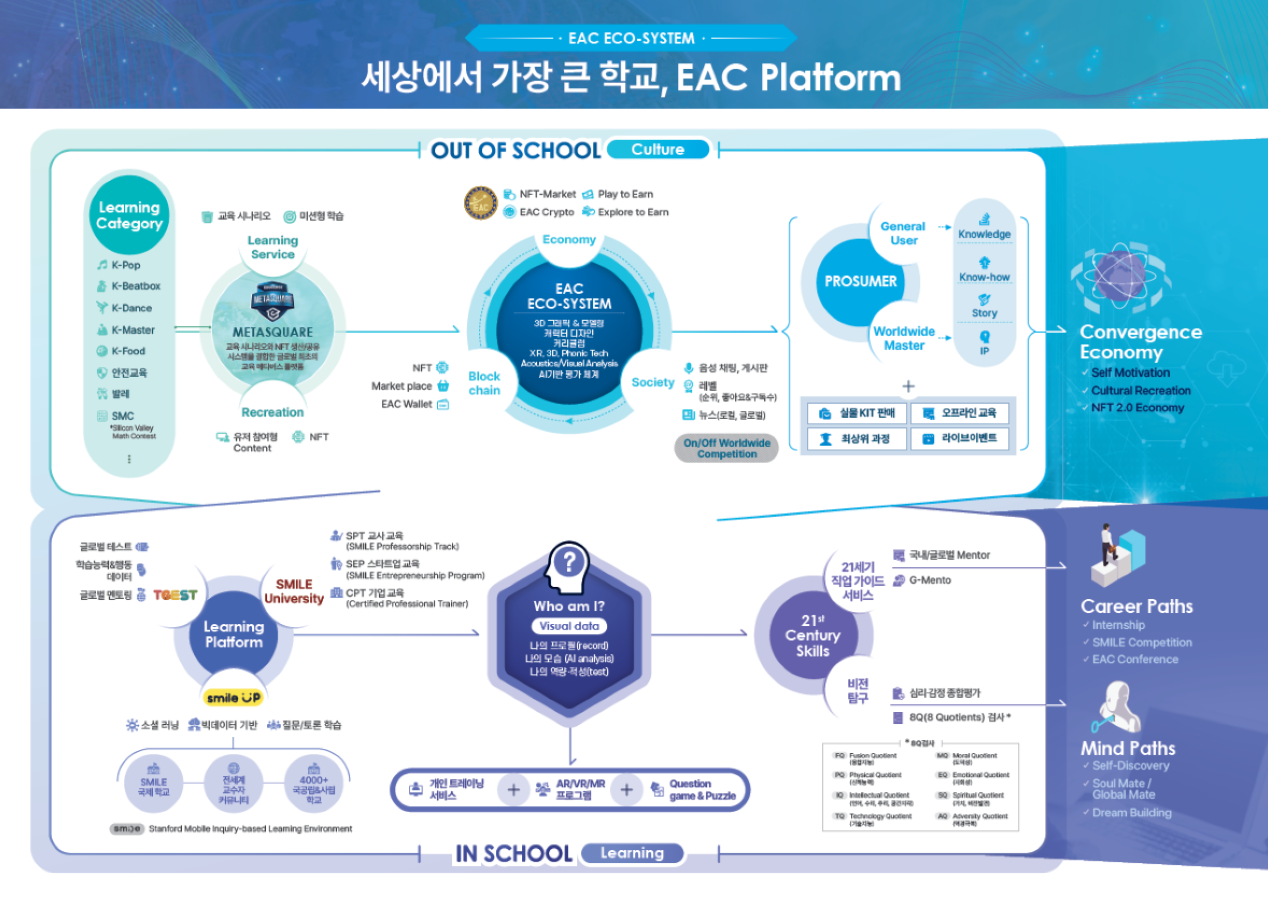 EAC ECO-SYSTEM
세상에서 가장 큰 학교, EAC Platform
OUT OF SCHOOL Culture
Learning
Category
K-Pop
K-Beatbox
K-Dance
K-Master
K-Food
안전교육
발레
SMC
*Silicon Valey
Math Contest
교육 시나리오
미션형 학습
Learning
Service
METASQUARE
METASQUARE
교육 시나리오와 NFT 생산/공유
시스템을 결합한 글로벌 최초의
교육 메타버스 플랫폼
Recreation
유저 참여형
Content
NFT
EAC
NFT-Market
Play to Earn
EAC Crypto
Explore to Earn
Economy
EAC
ECO-SYSTEM
3D 그래픽 & 모델링
캐릭터 디자인
커리큘럼
XR, 3D, Phonic Tech
Acoustics/Visual Analysis
AI기반 평가 체계
NFT
Market place
EAC Wallet
Block
chain
Society
음성 채팅, 게시판
레벨
(순위, 좋아요&구독수)
뉴스(로컬, 글로벌)
On/Off Worldwide
Competition
PROSUMER
General
User
Worldwide
Master
Knowledge
Know-how
Story
IP
+
실물 KIT 판매
오프라인 교육
최상위 과정
라이브이벤트
Convergence
Economy
Self Motivation
Cultural Recreation
NFT 2.0 Economy
글로벌 테스트
학습능력&행동
데이터
글로벌 멘토링
TGEST
SMILE
University
SPT 교사 교육
(SMILE Professorship Track)
SEP 스타트업 교육
(SMILE Entrepreneurship Program)
CPT 기업 교육
(Certified Professional Trainer)
Learning
Platform
smile UP
소셜 러닝
빅데이터 기반
질문/토론 학습
SMILE
국제 학교
전세계
교수자
커뮤니티
4000+
국공립&사립
학교
smile Stanford Mobile Inquiry-based Learning Environment
?
Who am I?
Visual data
나의 프로필(record)
나의 모습 (AI analysis)
나의 역량·적성(test)
개인 트레이닝
서비스
+
AR/VR/MR
프로그램
+
Question
game & Puzzle
21st
Century
Skills
21세기
직업 가이드
서비스
국내/글로벌 Mentor
G-Mento
비전
탐구
심리·감정 종합평가
8Q(8 Quotients) 검사 *
* 8Q검사
FQ Fusion Quotient
(융합지능)
MQ Moral Quotient
(도덕성)
PQ Physical Quotient
(신체능력)
EQ Emotional Quotient
(사회성)
IQ Intellectual Quotient
(언어, 수리, 추리, 공간지각)
SQ Spiritual Quotient
(가치, 비전발견)
TQ Technology Quotient
(기술지능)
AQ Adversity Quotient
(역경극복)
Career Paths
Internship
SMILE Competition
EAC Conference
Mind Paths
Self-Discovery
Soul Mate /
Global Mate
Dream Building
IN SCHOOL Learning